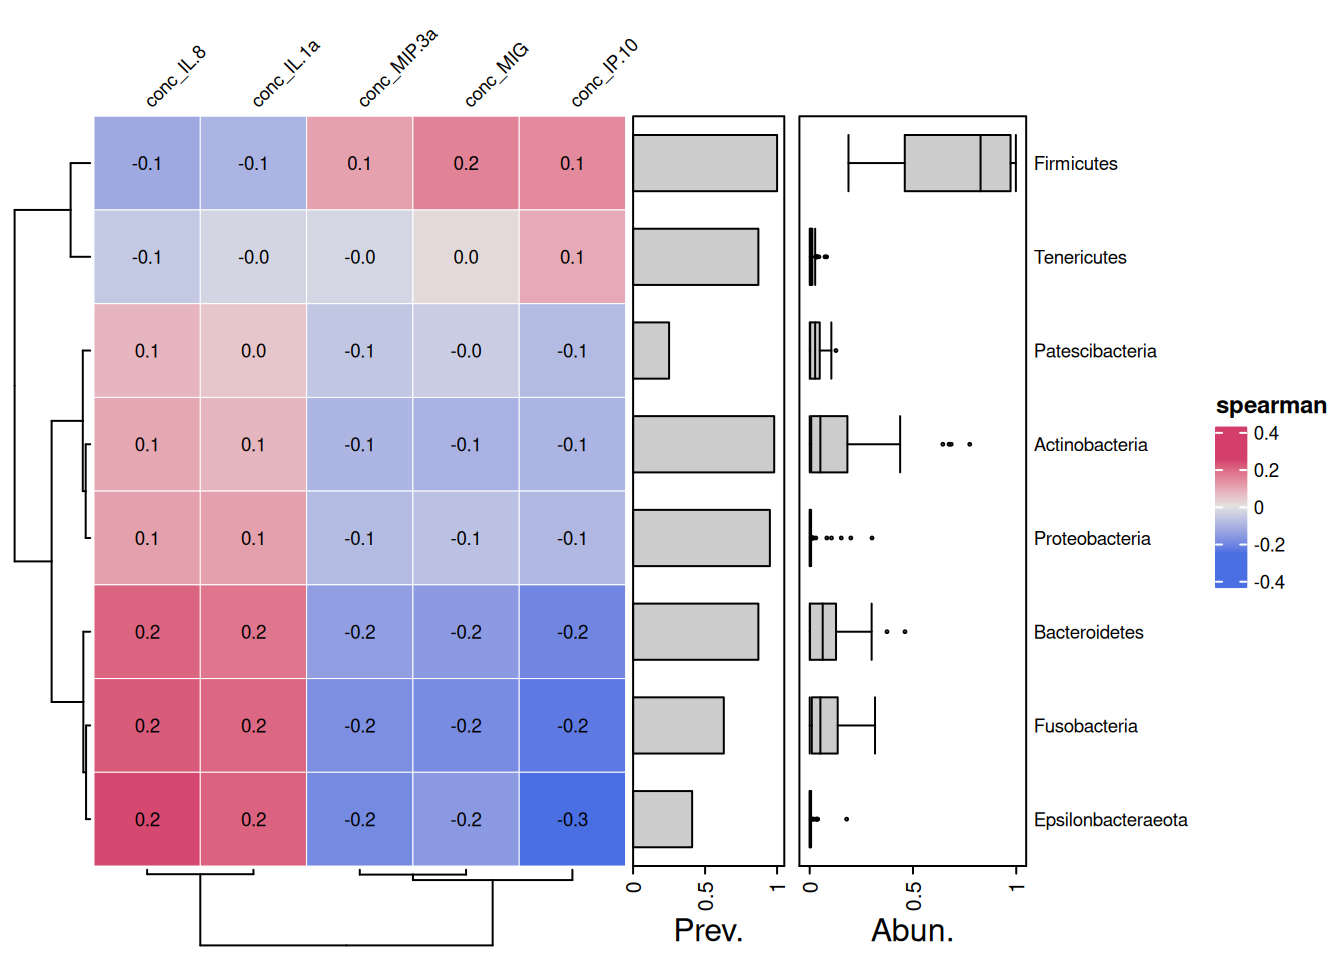 conc_IL.8 conc_IL.1a conc_MIP.3a conc_MIG conc_IP.10
-0.1 -0.1 0.1 0.2 0.1 Firmicutes
-0.1 -0.0 -0.0 0.0 0.1 Tenericutes
0.1 0.0 -0.1 -0.0 -0.1 Patescibacteria
0.1 0.1 -0.1 -0.1 -0.1 Actinobacteria
0.1 0.1 -0.1 -0.1 -0.1 Proteobacteria
0.2 0.2 -0.2 -0.2 -0.2 Bacteroidetes
0.2 0.2 -0.2 -0.2 -0.2 Fusobacteria
0.2 0.2 -0.2 -0.2 -0.3 Epsilonbacteraeota
0 0.5 1 0 0.5 1
Prev. Abun.
spearman
0.4
0.2
0
-0.2
-0.4